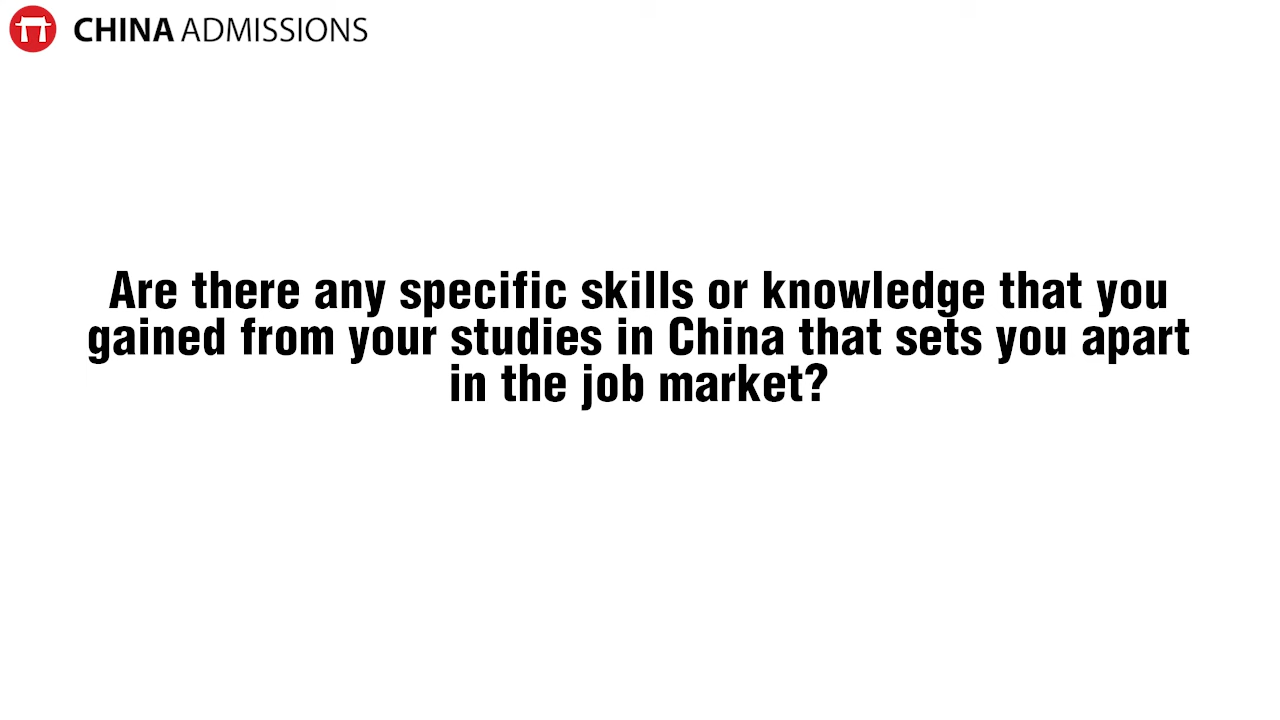 CHINA ADMISSIONS
Are there any specific skills or knowledge that you
gained from your studies in China that sets you apart
in the job market?